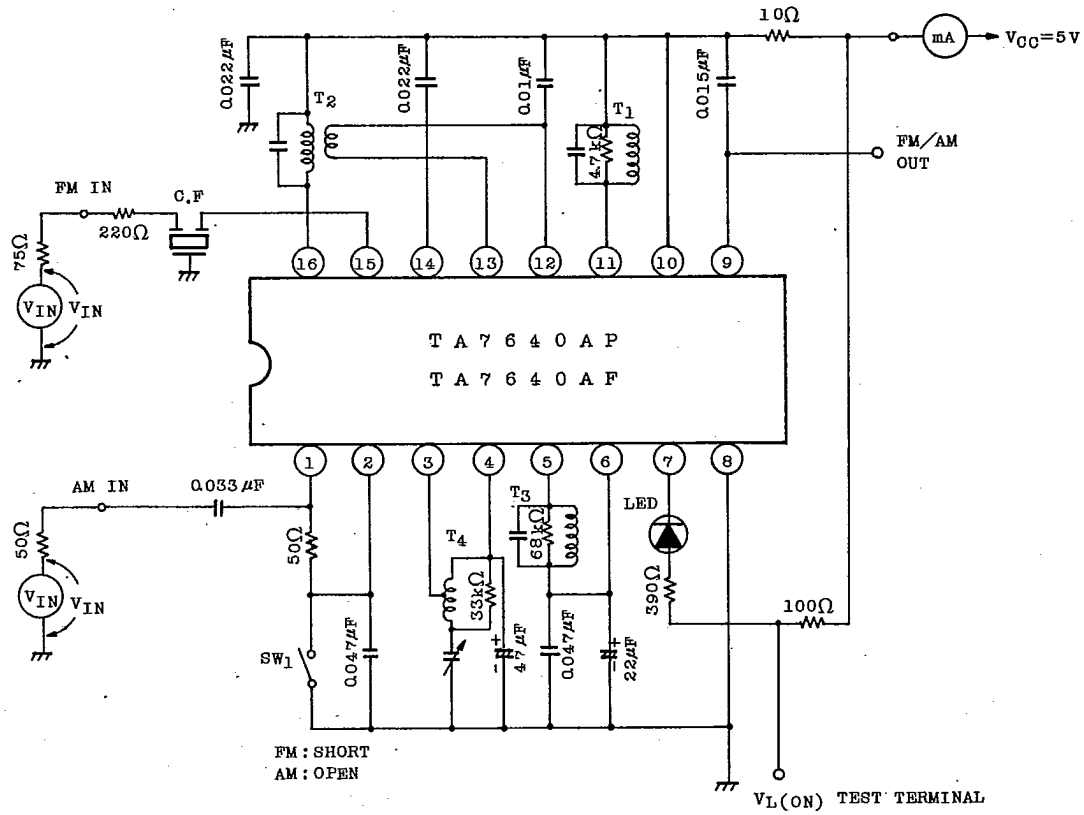 10Ω
mA
VCC=5V
0.022μF
T2
0.022μF
0.01μF
T1
4.7kΩ
0.015μF
FM/AM
OUT
FM IN
C.F
220Ω
75Ω
VIN
VIN
16
15
14
13
12
11
10
9
TA7640AP
TA7640AF
1
2
3
4
5
6
7
8
AM IN
0.033μF
50Ω
VIN
VIN
50Ω
SW1
0.047μF
T4
33kΩ
+
-
47μF
T3
68kΩ
0.047μF
+
-
22μF
LED
390Ω
100Ω
FM:SHORT
AM:OPEN
VL(ON) TEST TERMINAL